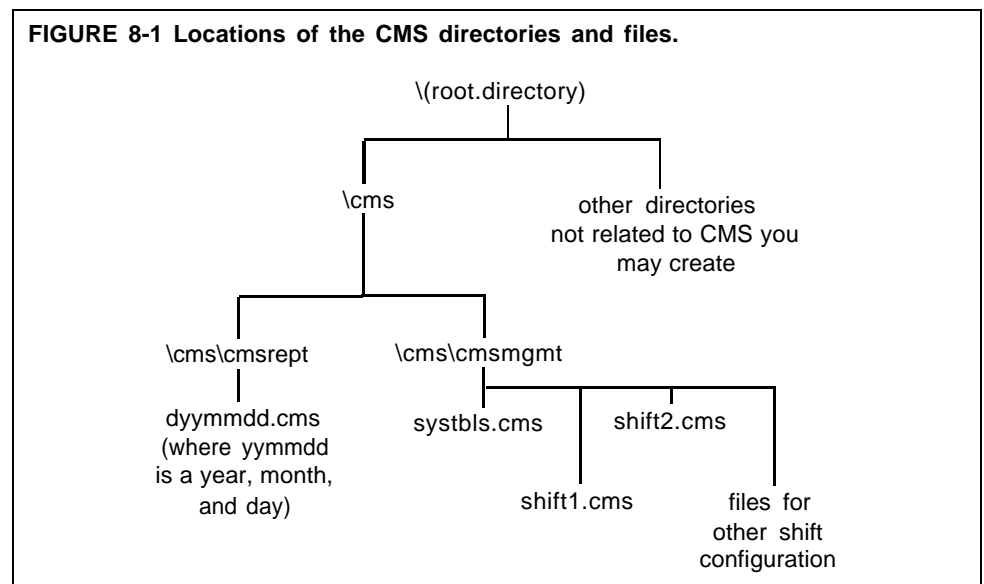 FIGURE 8-1 Locations of the CMS directories and files.
\(root.directory)
\cms
other directories
not related to CMS you
may create
\cms\cmsrept
\cms\cmsmgmt
dyymmdd.cms
(where yymmdd
is a year, month,
and day)
systbls.cms
shift2.cms
shift1.cms
files for
other shift
configuration